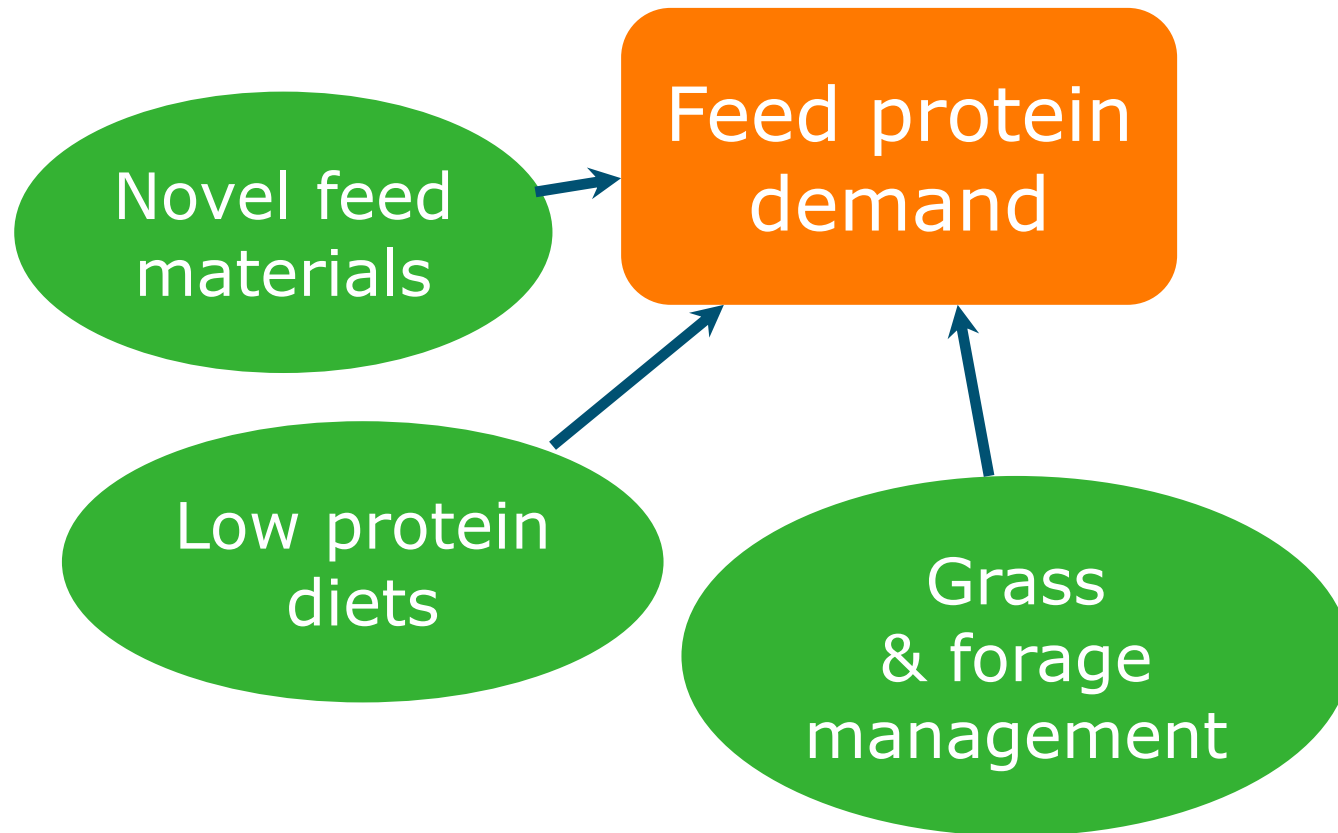 Feed protein
demand
Novel feed
materials
Low protein
diets
Grass
& forage
management